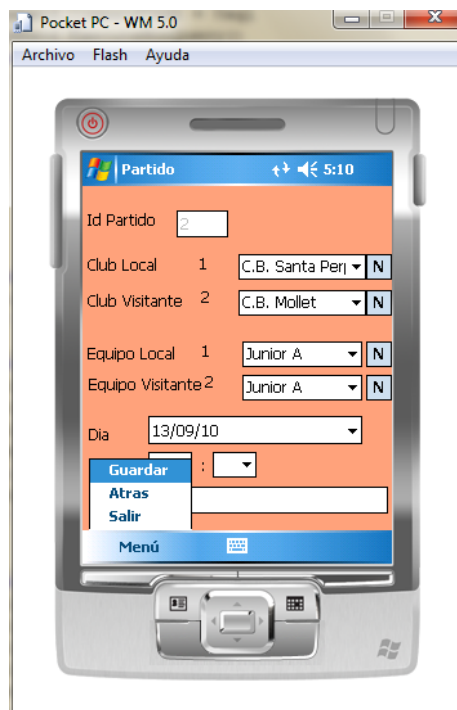 Pocket PC - WM 5.0
Archivo Flash Ayuda
Partido 5:10
Id Partido 2
Club Local 1 C.B. Santa Per N
Club Visitante 2 C.B. Mollet N
Equipo Local 1 Junior A N
Equipo Visitante 2 Junior A N
Dia 13/09/10
Guardar :
Atras
Salir
Menú